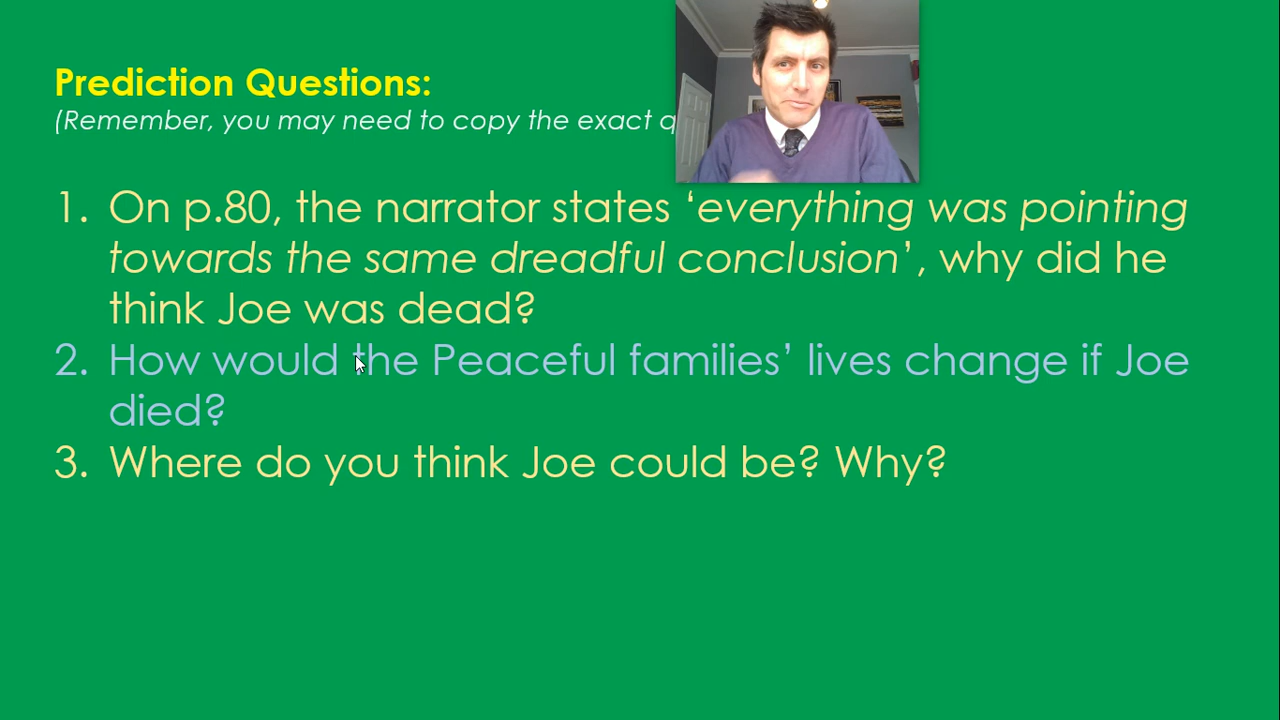 Prediction Questions:
(Remember, you may need to copy the exact q
1. On p.80, the narrator states ‘everything was pointing
towards the same dreadful conclusion’, why did he
think Joe was dead?
2. How would the Peaceful families’ lives change if Joe
died?
3. Where do you think Joe could be? Why?